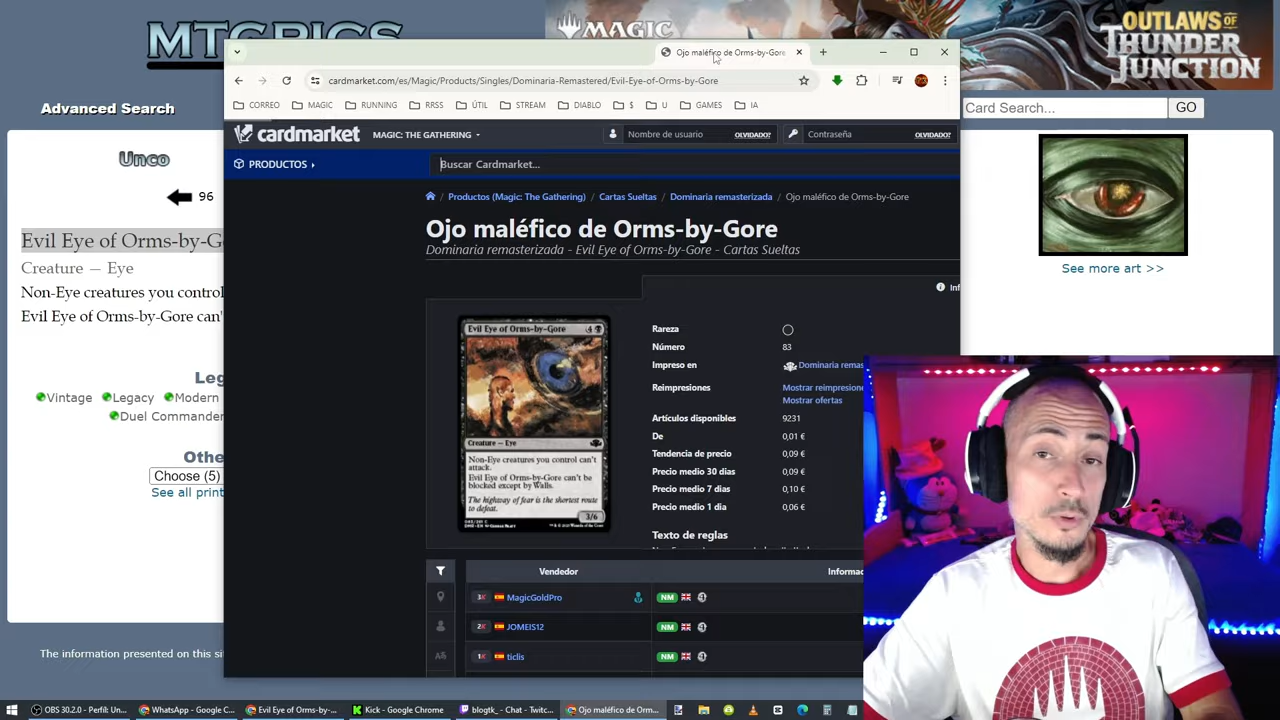 MTGPICS
MAGIC
OUTLAWS OF
THUNDER
JUNCTION
Ojo maléfico de Orms-by-Gore
cardmarket.com/es/Magic/Products/Singles/Dominaria-Remastered/Evil-Eye-of-Orms-by-Gore
Advanced Search
CORREO
MAGIC
RUNNING
RRSS
ÚTIL
STREAM
DIABLO
$
U
GAMES
IA
Card Search...
GO
cardmarket
MAGIC: THE GATHERING
Nombre de usuario
OLVIDADO?
Contraseña
OLVIDADO?
Unco
PRODUCTOS
Buscar Cardmarket...
96
/ Productos (Magic: The Gathering) / Cartas Sueltas / Dominaria remasterizada / Ojo maléfico de Orms-by-Gore
Evil Eye of Orms-by-G
Ojo maléfico de Orms-by-Gore
Dominaria remasterizada - Evil Eye of Orms-by-Gore - Cartas Sueltas
Creature — Eye
See more art >>
Non-Eye creatures you control
Inf
Evil Eye of Orms-by-Gore can'
Evil Eye of Orms-by-Gore
4
Creature — Eye
Non-Eye creatures you control can't
attack.
Evil Eye of Orms-by-Gore can't be
blocked except by Walls.
The highway of fear is the shortest route
to defeat.
3/6
Rareza
Número
83
Impreso en
Dominaria remas
Reimpresiones
Mostrar reimpresione
Mostrar ofertas
Artículos disponibles
9231
De
0,01 €
Tendencia de precio
0,09 €
Precio medio 30 días
0,09 €
Precio medio 7 días
0,10 €
Precio medio 1 día
0,06 €
Texto de reglas
Leg
Vintage
Legacy
Modern
Duel Commander
Othe
Choose (5)
See all print
Vendedor
Informac
3K
MagicGoldPro
NM
2K
JOMEIS12
NM
1K
ticlis
NM
The information presented on this si
OBS 30.2.0 - Perfil: Un...
WhatsApp - Google C...
Evil Eye of Orms-by-...
Kick - Google Chrome
blogtk_ - Chat - Twitc...
Ojo maléfico de Orm...